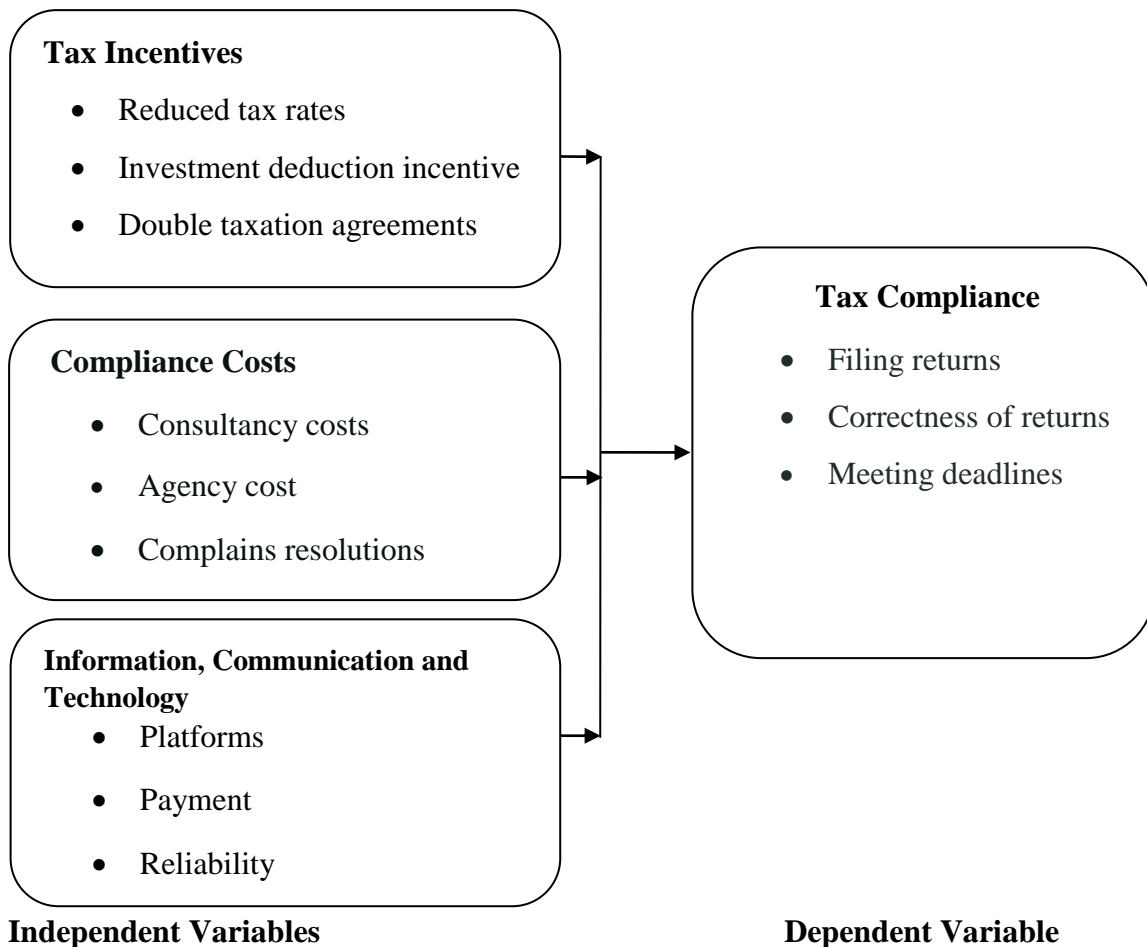 Tax Incentives
• Reduced tax rates
• Investment deduction incentive
• Double taxation agreements
Compliance Costs
• Consultancy costs
• Agency cost
• Complains resolutions
Information, Communication and
Technology
• Platforms
• Payment
• Reliability
Independent Variables
Tax Compliance
• Filing returns
• Correctness of returns
• Meeting deadlines
Dependent Variable